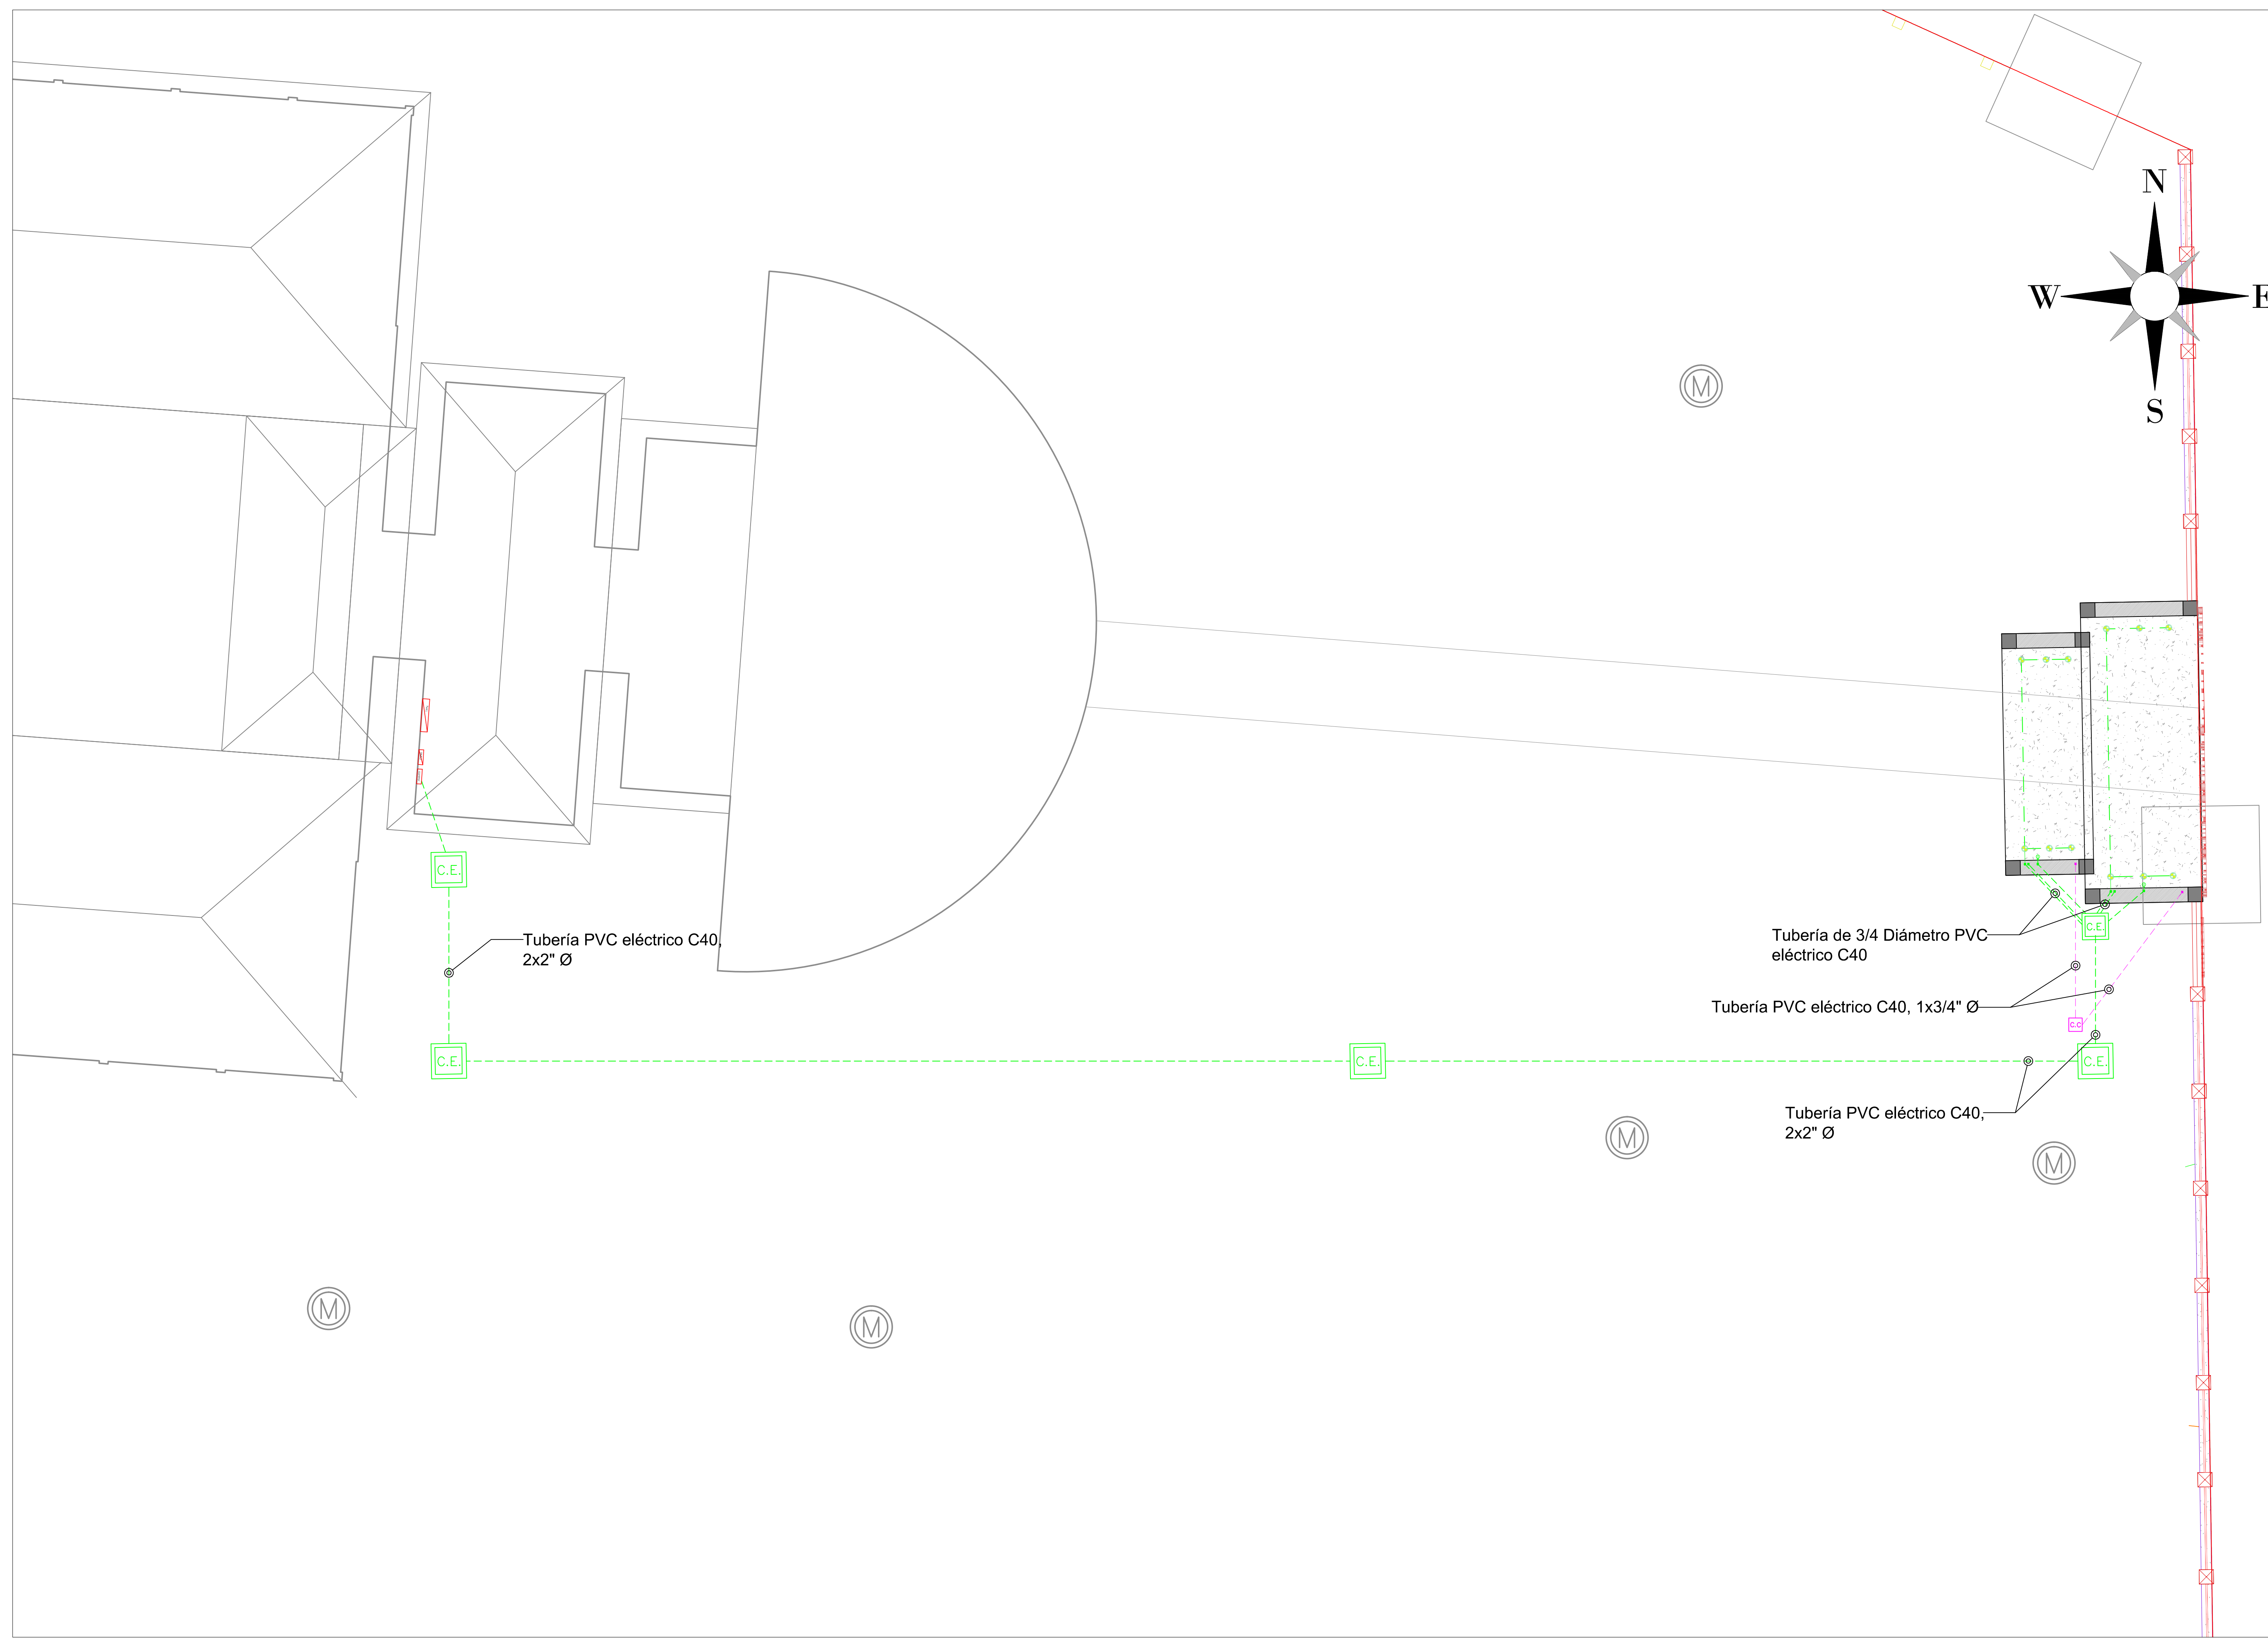 N
W
E
S
M
C.E.
Tubería PVC eléctrico C40,
2x2" Ø
Tubería de 3/4 Diámetro PVC
eléctrico C40
C.E.
Tubería PVC eléctrico C40, 1x3/4" Ø
C.C
C.E.
C.E.
C.E.
Tubería PVC eléctrico C40,
2x2" Ø
M
M
M
M